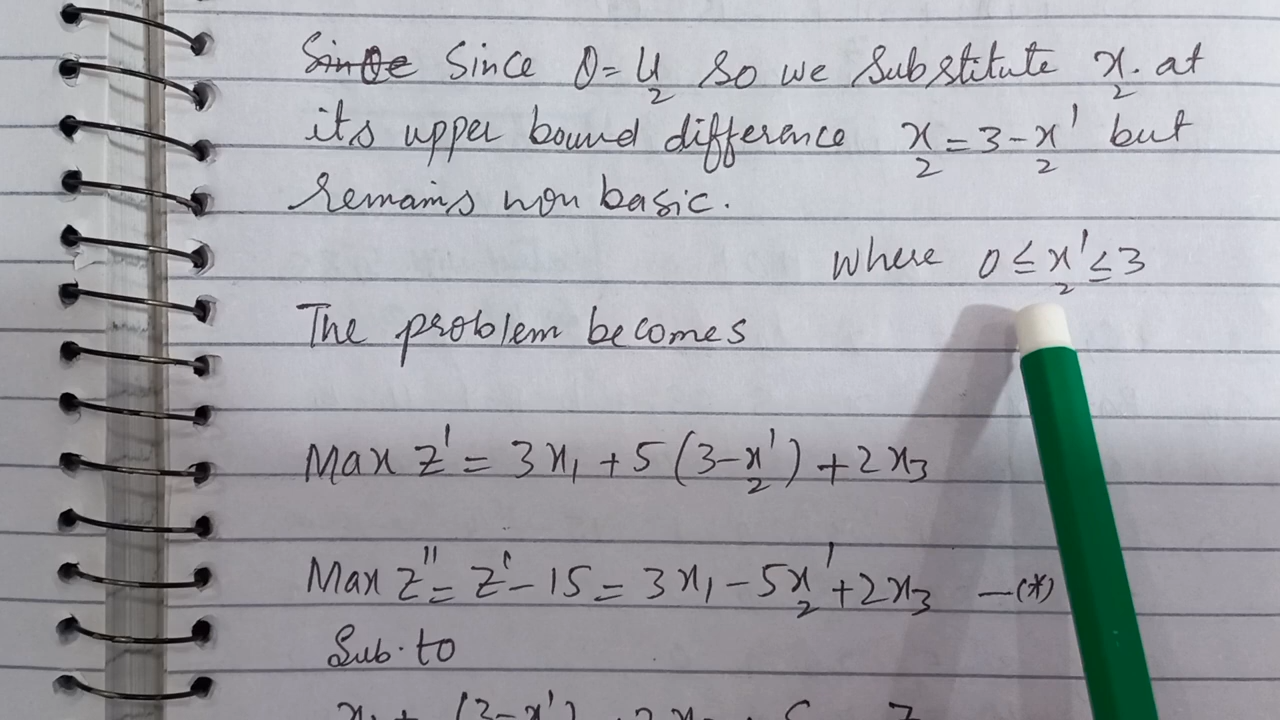 Since Since θ = u₂ so we substitute x₂. at
its upper bound difference x₂ = 3 - x₂' but
remains non basic.
where 0 ≤ x₂' ≤ 3
The problem becomes
Max z' = 3x₁ + 5(3-x₂') + 2x₃
Max z'' = z' - 15 = 3x₁ - 5x₂' + 2x₃ —(*)
Sub. to